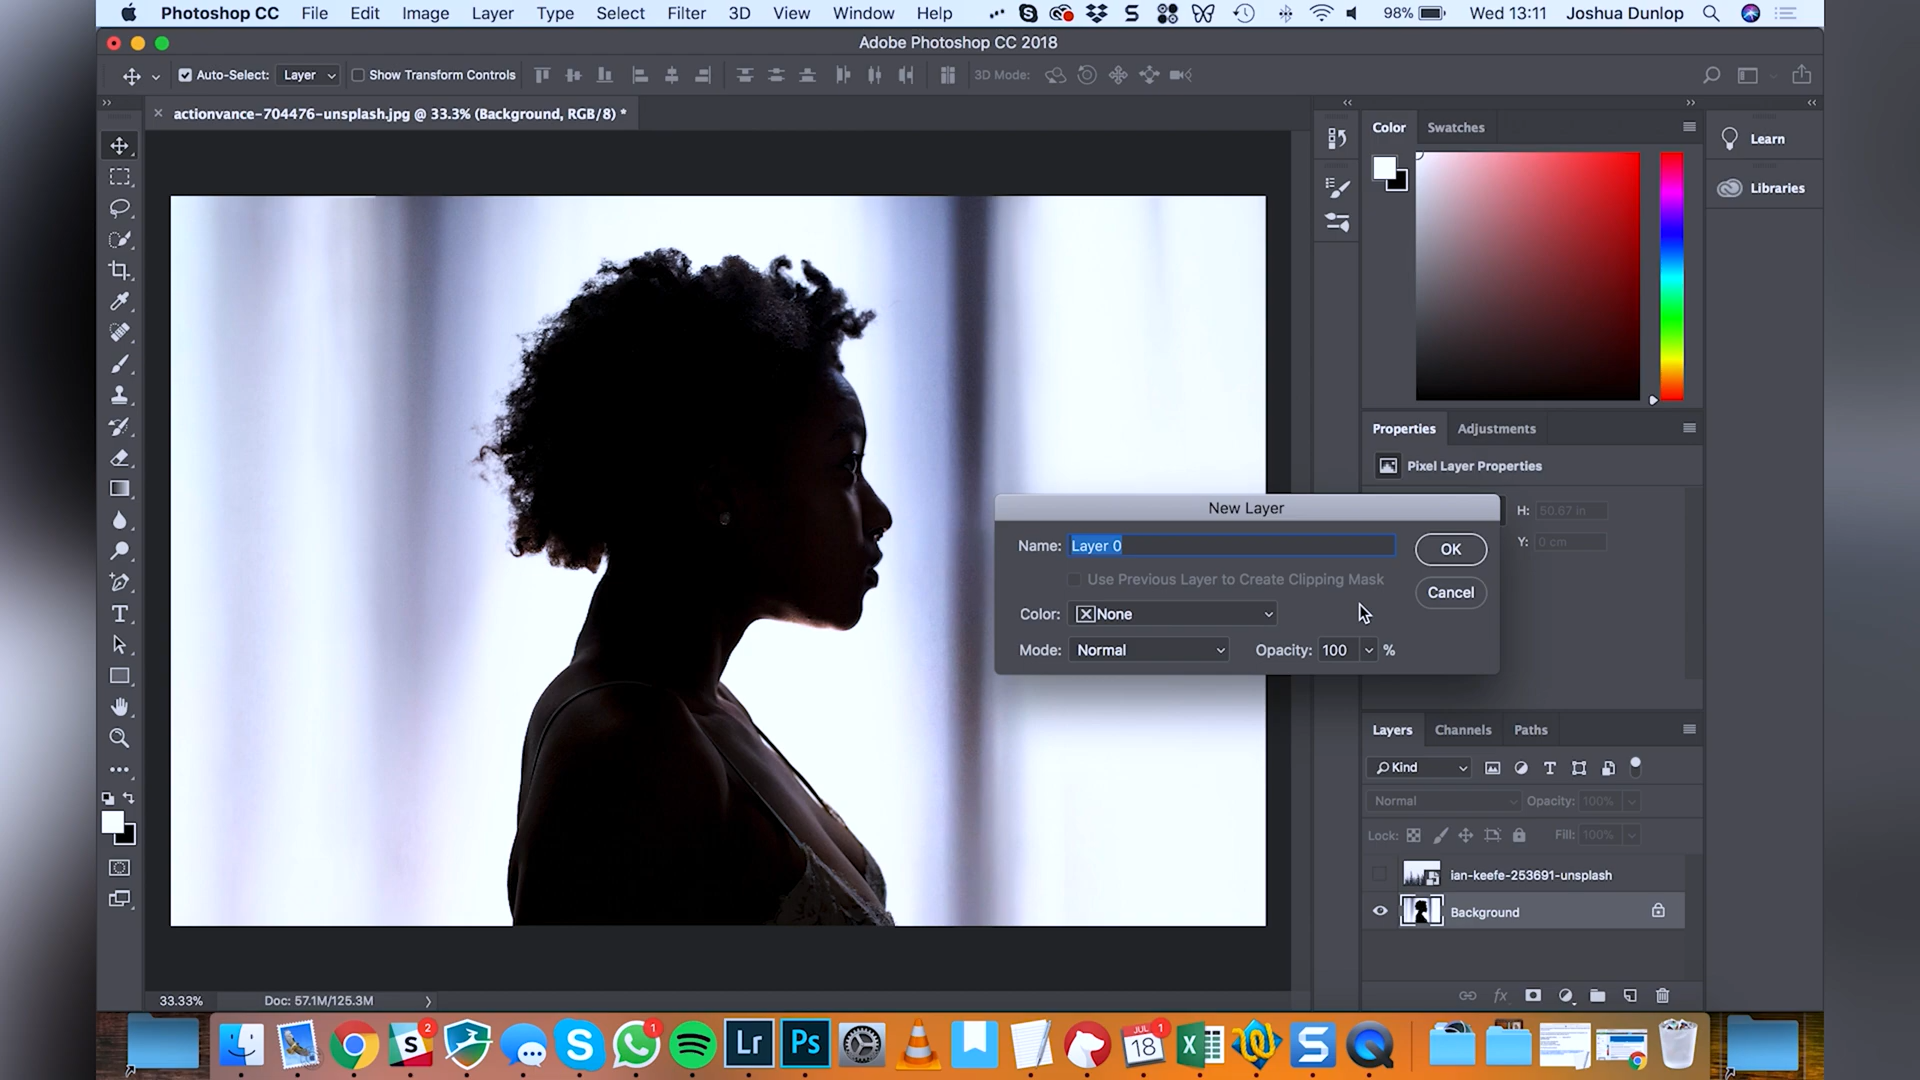 Photoshop CC File Edit Image Layer Type Select Filter 3D View Window Help 98% Wed 13:11 Joshua Dunlop
Adobe Photoshop CC 2018
Auto-Select: Layer Show Transform Controls 3D Mode:
actionvance-704476-unsplash.jpg @ 33.3% (Background, RGB/8) *
Color Swatches
Learn
Libraries
Properties Adjustments
Pixel Layer Properties
H: 50.67 in
Y: 0 cm
New Layer
Name: Layer 0
OK
Use Previous Layer to Create Clipping Mask
Cancel
Color: None
Mode: Normal Opacity: 100 %
Layers Channels Paths
Kind
Normal Opacity: 100%
Lock: Fill: 100%
ian-keefe-253691-unsplash
Background
33.33% Doc: 57.1M/125.3M
2
1
Lr
Ps
JUL
18
1